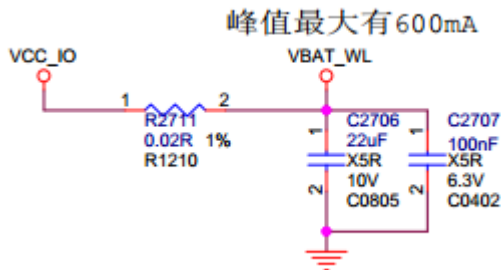 峰值最大有600mA
VCC_IO
VBAT_WL
1
2
R2711
0.02R 1%
R1210
1
2
C2706
22uF
X5R
10V
C0805
1
2
C2707
100nF
X5R
6.3V
C0402